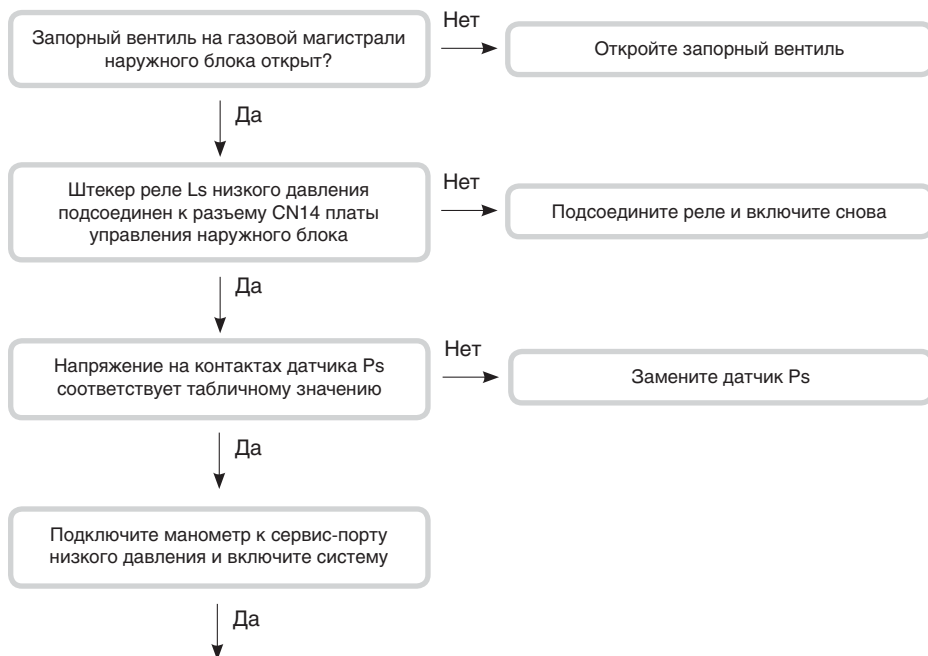 Запорный вентиль на газовой магистрали
наружного блока открыт?
Нет
Откройте запорный вентиль
Да
Штекер реле Ls низкого давления
подсоединен к разъему CN14 платы
управления наружного блока
Нет
Подсоедините реле и включите снова
Да
Напряжение на контактах датчика Ps
соответствует табличному значению
Нет
Замените датчик Ps
Да
Подключите манометр к сервис-порту
низкого давления и включите систему
Да